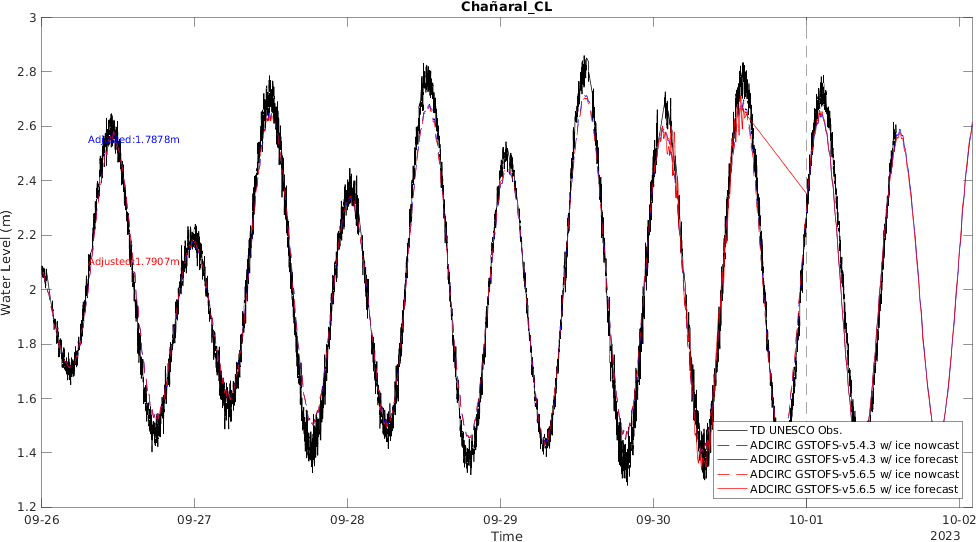 Chañaral_CL
3
2.8
2.6
2.4
2.2
2
1.8
1.6
1.4
1.2
Water Level (m)
Adjusted:1.7878m
Adjusted:1.7907m
TD UNESCO Obs.
ADCIRC GSTOFS-v5.4.3 w/ ice nowcast
ADCIRC GSTOFS-v5.4.3 w/ ice forecast
ADCIRC GSTOFS-v5.6.5 w/ ice nowcast
ADCIRC GSTOFS-v5.6.5 w/ ice forecast
09-26 09-27 09-28 09-29 09-30 10-01 10-02
Time
2023